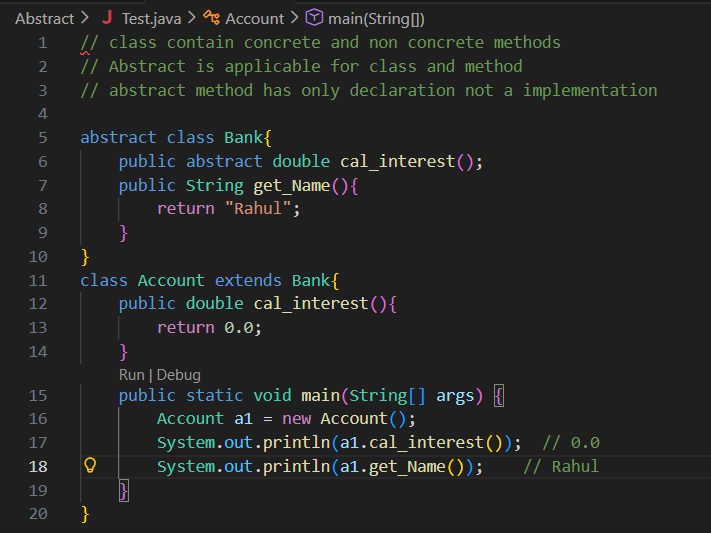 Abstract > J Test.java > Account > main(String[])
1 // class contain concrete and non concrete methods
2 // Abstract is applicable for class and method
3 // abstract method has only declaration not a implementation
4
5 abstract class Bank{
6 public abstract double cal_interest();
7 public String get_Name(){
8 return "Rahul";
9 }
10 }
11 class Account extends Bank{
12 public double cal_interest(){
13 return 0.0;
14 }
Run | Debug
15 public static void main(String[] args) {
16 Account a1 = new Account();
17 System.out.println(a1.cal_interest()); // 0.0
18 System.out.println(a1.get_Name()); // Rahul
19 }
20 }